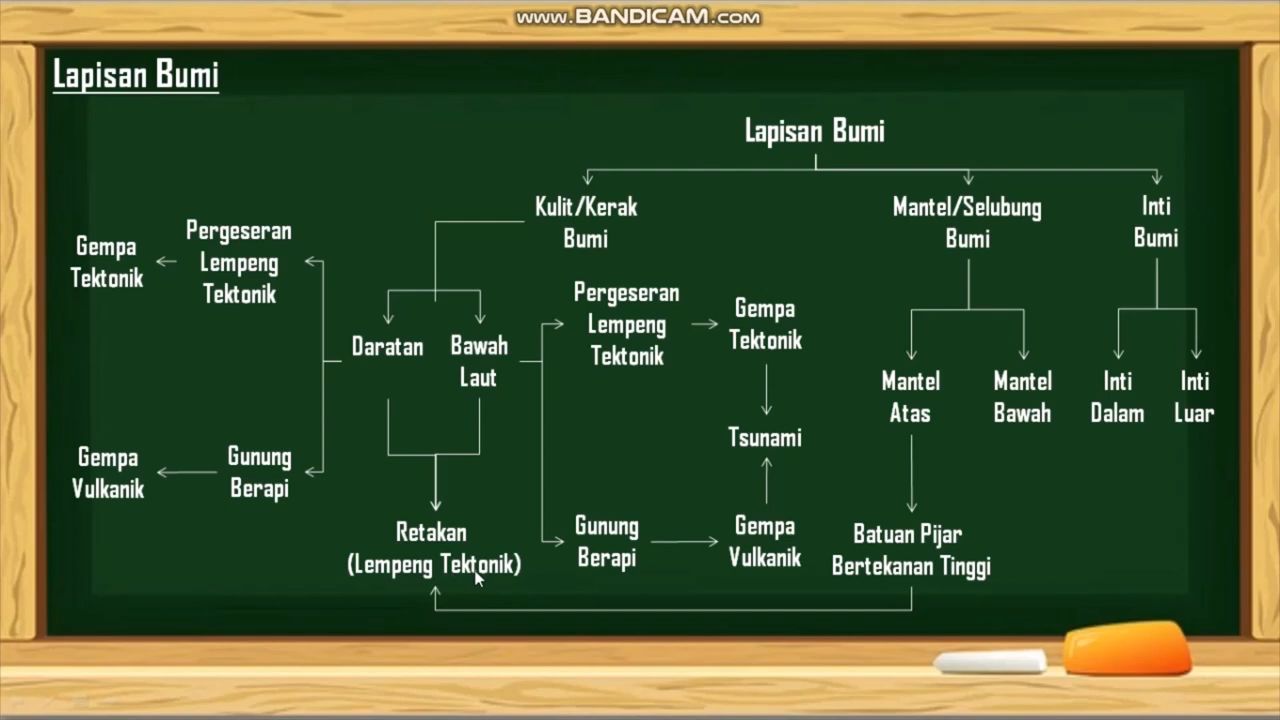 www.BANDICAM.com
Lapisan Bumi
Lapisan Bumi
Kulit/Kerak
Bumi
Mantel/Selubung
Bumi
Inti
Bumi
Gempa
Tektonik
Pergeseran
Lempeng
Tektonik
Daratan
Bawah
Laut
Pergeseran
Lempeng
Tektonik
Gempa
Tektonik
Mantel
Atas
Mantel
Bawah
Inti
Dalam
Inti
Luar
Tsunami
Gempa
Vulkanik
Gunung
Berapi
Retakan
(Lempeng Tektonik)
Gunung
Berapi
Gempa
Vulkanik
Batuan Pijar
Bertekanan Tinggi